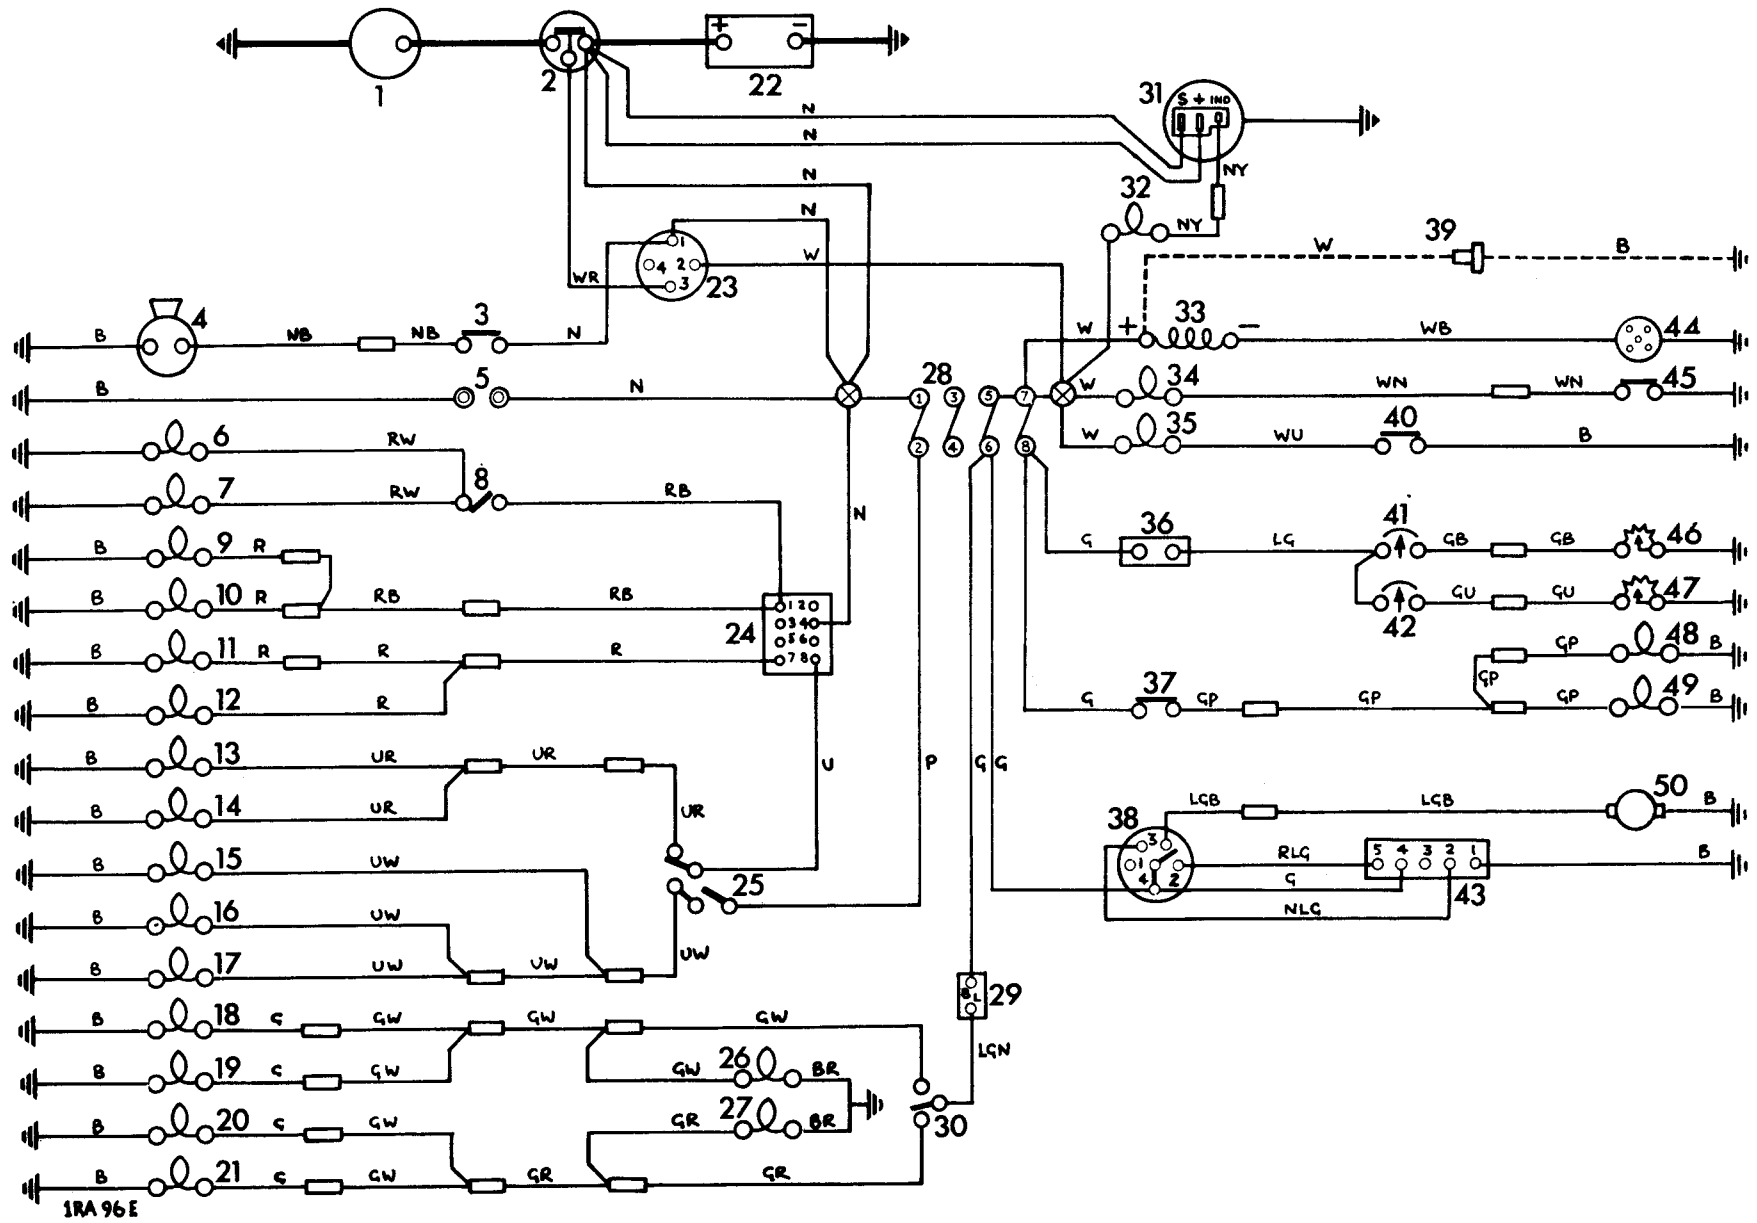 + −
1 2 22
31 S + IND
N
N
NY
N
32
N NY
1
4 2
W 39
W B
WR 3 23
4 3 33
B NB NB N + − W WB 44
5 28 34
B N 1 3 5 7 W WN WN 45
6 35 40
RW 2 4 6 8 W WU B
7 8
RW RB
N
9 36 41
B R G LG GB GB 46
10
B R RB RB 1 2 GU GU 47
24 3 4 42
5 6
11 48
B R R R 7 8 GP B
37 GP
12 49
B R G GP GP GP B
13
B UR UR U P G G
14 50
B UR UR LGB LGB B
38
15 3
B UW 1 RLG 5 4 3 2 1 B
25 4 2 G
43
16 NLG
B UW
17 UW
B UW UW
29
B
L
18
B G GW GW GW
LGN
19 26
B G GW GW BR
20 27
B G GW GR BR 30
21
B G GW GR GR
1RA 96E